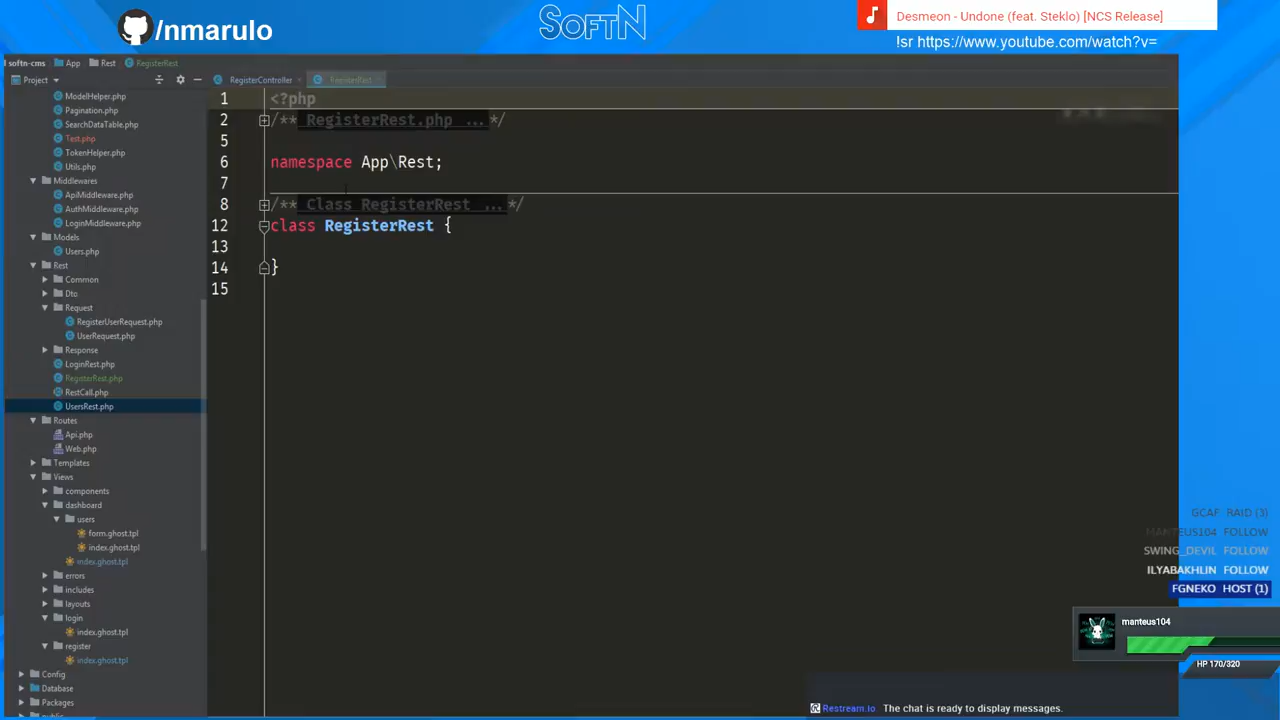 /nmarulo
SOFTN
Desmeon - Undone (feat. Steklo) [NCS Release]
!sr https://www.youtube.com/watch?v=
softn-cms App Rest RegisterRest
Project
RegisterController
ModelHelper.php
Pagination.php
SearchDataTable.php
Test.php
TokenHelper.php
Utils.php
Middlewares
ApiMiddleware.php
AuthMiddleware.php
LoginMiddleware.php
Models
Users.php
Rest
Common
Dto
Request
RegisterUserRequest.php
UserRequest.php
Response
LoginRest.php
RegisterRest.php
RestCall.php
UsersRest.php
Routes
Api.php
Web.php
Templates
Views
components
dashboard
users
form.ghost.tpl
index.ghost.tpl
index.ghost.tpl
errors
includes
layouts
login
index.ghost.tpl
register
index.ghost.tpl
Config
Database
Packages
1 <?php
2 /** RegisterRest.php ...*/
5
6 namespace App\Rest;
7
8 /** Class RegisterRest ...*/
12 class RegisterRest {
13
14 }
15
GCAF_RAID (3)
MANTEUS104 FOLLOW
SWING_DEVIL FOLLOW
ILYABAKHLIN FOLLOW
FGNEKO HOST (1)
manteus104
HP 170/320
Restream.io The chat is ready to display messages.